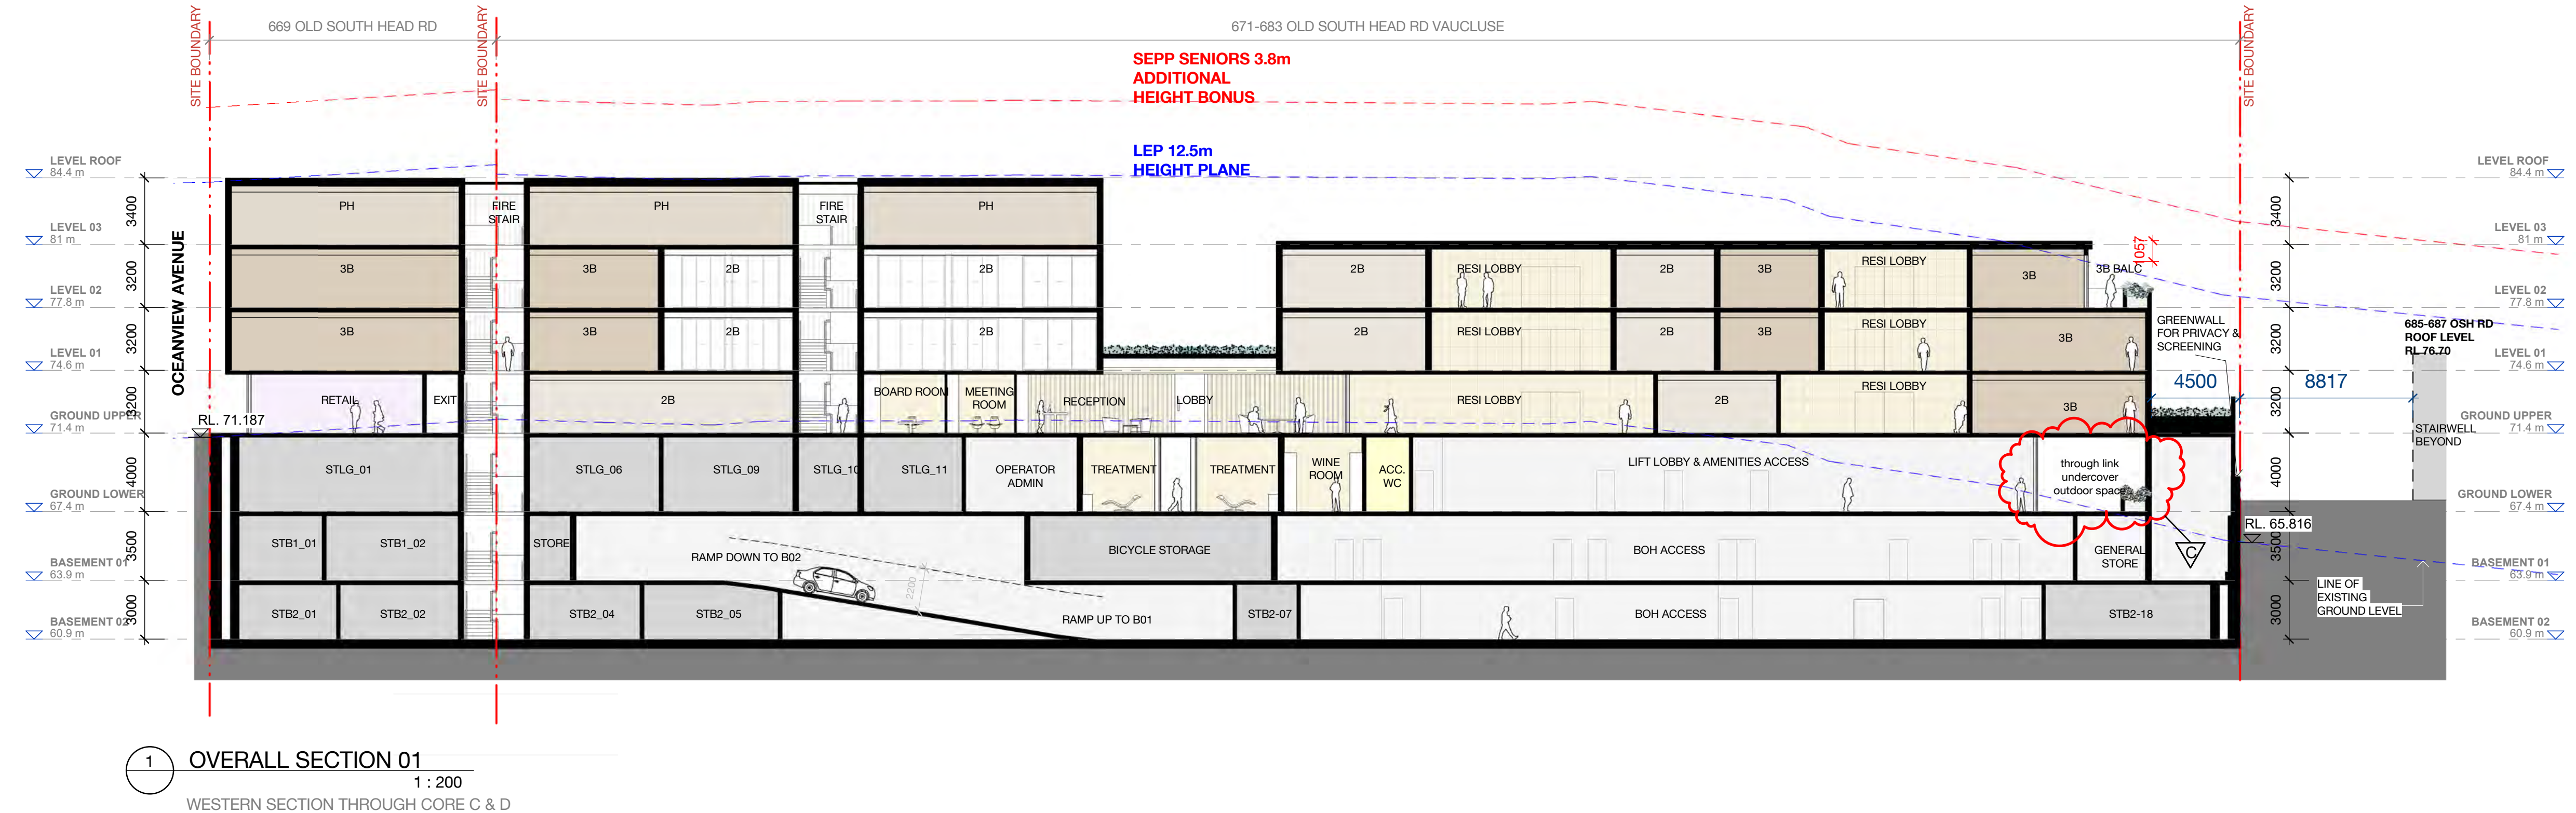 669 OLD SOUTH HEAD RD
671-683 OLD SOUTH HEAD RD VAUCLUSE
SITE BOUNDARY
SITE BOUNDARY
SITE BOUNDARY
SEPP SENIORS 3.8m
ADDITIONAL
HEIGHT BONUS
LEP 12.5m
HEIGHT PLANE
LEVEL ROOF
84.4 m
LEVEL 03
81 m
LEVEL 02
77.8 m
LEVEL 01
74.6 m
GROUND UPPER
71.4 m
GROUND LOWER
67.4 m
BASEMENT 01
63.9 m
BASEMENT 02
60.9 m
3400
3200
3200
3200
4000
3500
3000
OCEANVIEW AVENUE
RL. 71.187
PH
FIRE
STAIR
PH
FIRE
STAIR
PH
3B
3B
2B
2B
2B
RESI LOBBY
2B
3B
RESI LOBBY
3B
3B BALC
1057
3B
3B
2B
2B
2B
RESI LOBBY
2B
3B
RESI LOBBY
3B
GREENWALL
FOR PRIVACY &
SCREENING
RETAIL
EXIT
2B
BOARD ROOM
MEETING
ROOM
RECEPTION
LOBBY
RESI LOBBY
2B
RESI LOBBY
3B
4500
8817
685-687 OSH RD
ROOF LEVEL
RL 76.70
STAIRWELL
BEYOND
STLG_01
STLG_06
STLG_09
STLG_10
STLG_11
OPERATOR
ADMIN
TREATMENT
TREATMENT
WINE
ROOM
ACC.
WC
LIFT LOBBY & AMENITIES ACCESS
through link
undercover
outdoor space
STB1_01
STB1_02
STORE
RAMP DOWN TO B02
2200
BICYCLE STORAGE
BOH ACCESS
GENERAL
STORE
C
RL. 65.816
STB2_01
STB2_02
STB2_04
STB2_05
RAMP UP TO B01
STB2-07
BOH ACCESS
STB2-18
LINE OF
EXISTING
GROUND LEVEL
3400
3200
3200
3200
4000
3500
3000
LEVEL ROOF
84.4 m
LEVEL 03
81 m
LEVEL 02
77.8 m
LEVEL 01
74.6 m
GROUND UPPER
71.4 m
GROUND LOWER
67.4 m
BASEMENT 01
63.9 m
BASEMENT 02
60.9 m
1
OVERALL SECTION 01
1 : 200
WESTERN SECTION THROUGH CORE C & D